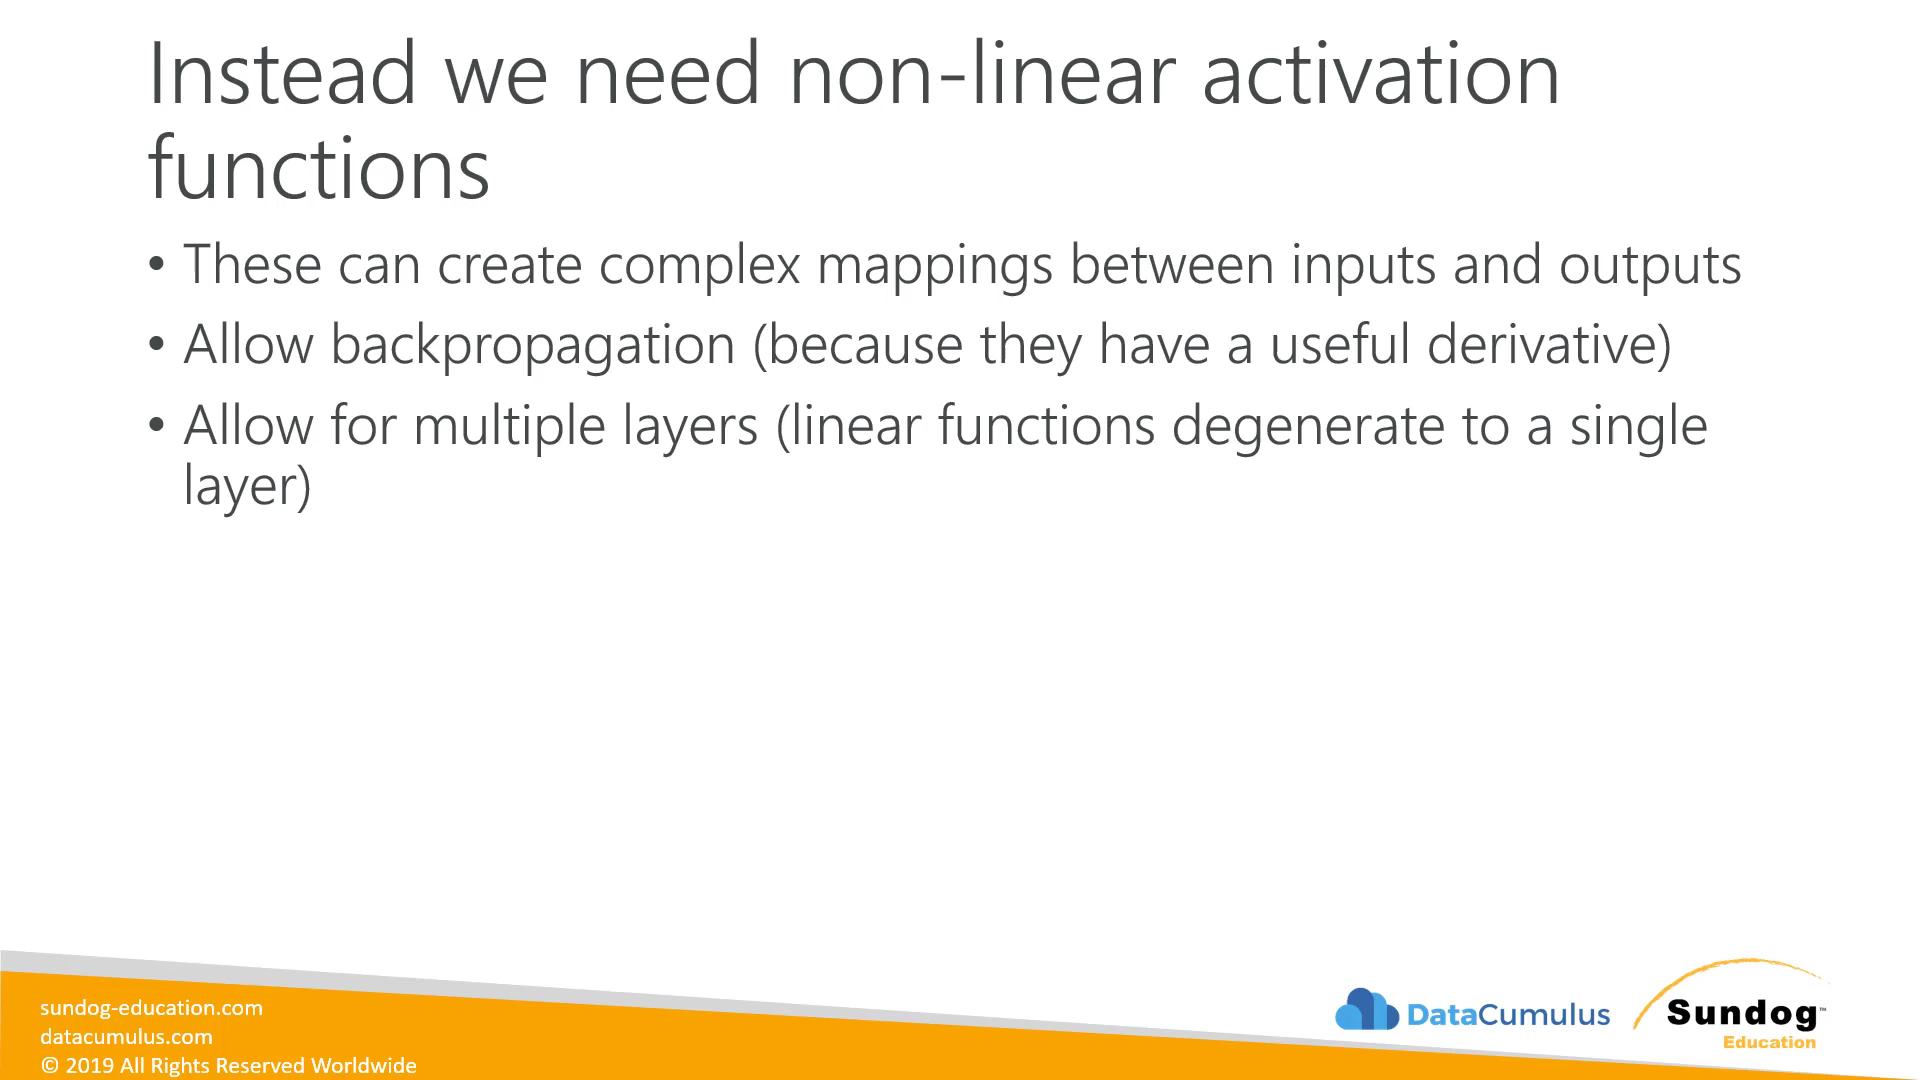 Instead we need non-linear activation
functions
• These can create complex mappings between inputs and outputs
• Allow backpropagation (because they have a useful derivative)
• Allow for multiple layers (linear functions degenerate to a single
layer)
sundog-education.com
datacumulus.com
© 2019 All Rights Reserved Worldwide
DataCumulus
Sundog™
Education